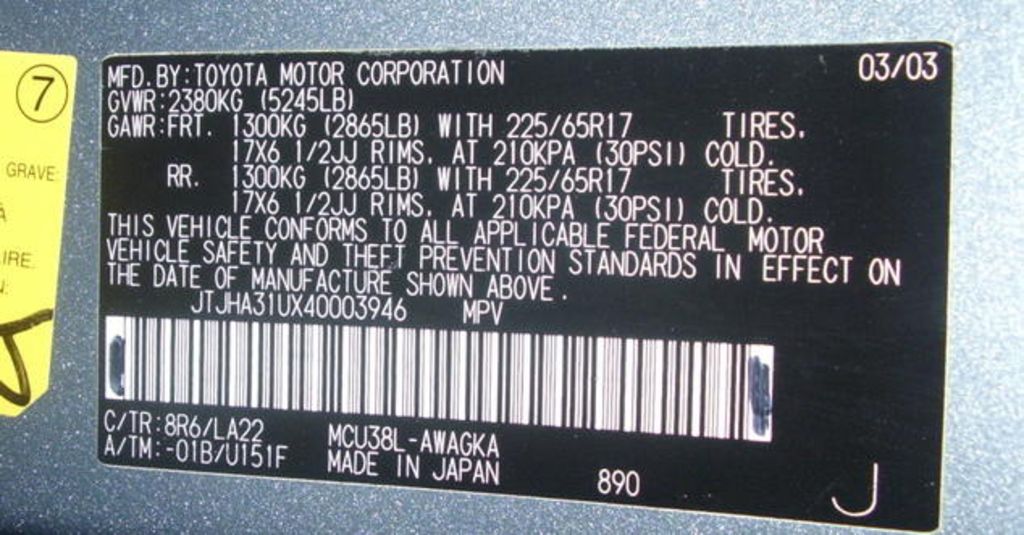 7
GRAVE
MFD. BY: TOYOTA MOTOR CORPORATION 03/03
GVWR: 2380KG (5245LB)
GAWR: FRT. 1300KG (2865LB) WITH 225/65R17 TIRES,
17X6 1/2JJ RIMS, AT 210KPA (30PSI) COLD.
RR. 1300KG (2865LB) WITH 225/65R17 TIRES,
17X6 1/2JJ RIMS, AT 210KPA (30PSI) COLD.
THIS VEHICLE CONFORMS TO ALL APPLICABLE FEDERAL MOTOR
VEHICLE SAFETY AND THEFT PREVENTION STANDARDS IN EFFECT ON
THE DATE OF MANUFACTURE SHOWN ABOVE.
JTJHA31UX40003946 MPV
C/TR: 8R6/LA22 MCU38L-AWAGKA
A/TM: -01B/U151F MADE IN JAPAN 890 J